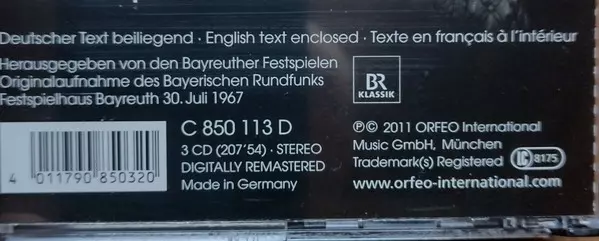 Deutscher Text beiliegend · English text enclosed · Texte en français à l'intérieur
Herausgegeben von den Bayreuther Festspielen
Originalaufnahme des Bayerischen Rundfunks
Festspielhaus Bayreuth 30. Juli 1967
BR
KLASSIK
C 850 113 D
3 CD (207'54) · STEREO
DIGITALLY REMASTERED
Made in Germany
4 011790 850320
℗© 2011 ORFEO International
Music GmbH, München
Trademark(s) Registered
LC 8175
www.orfeo-international.com